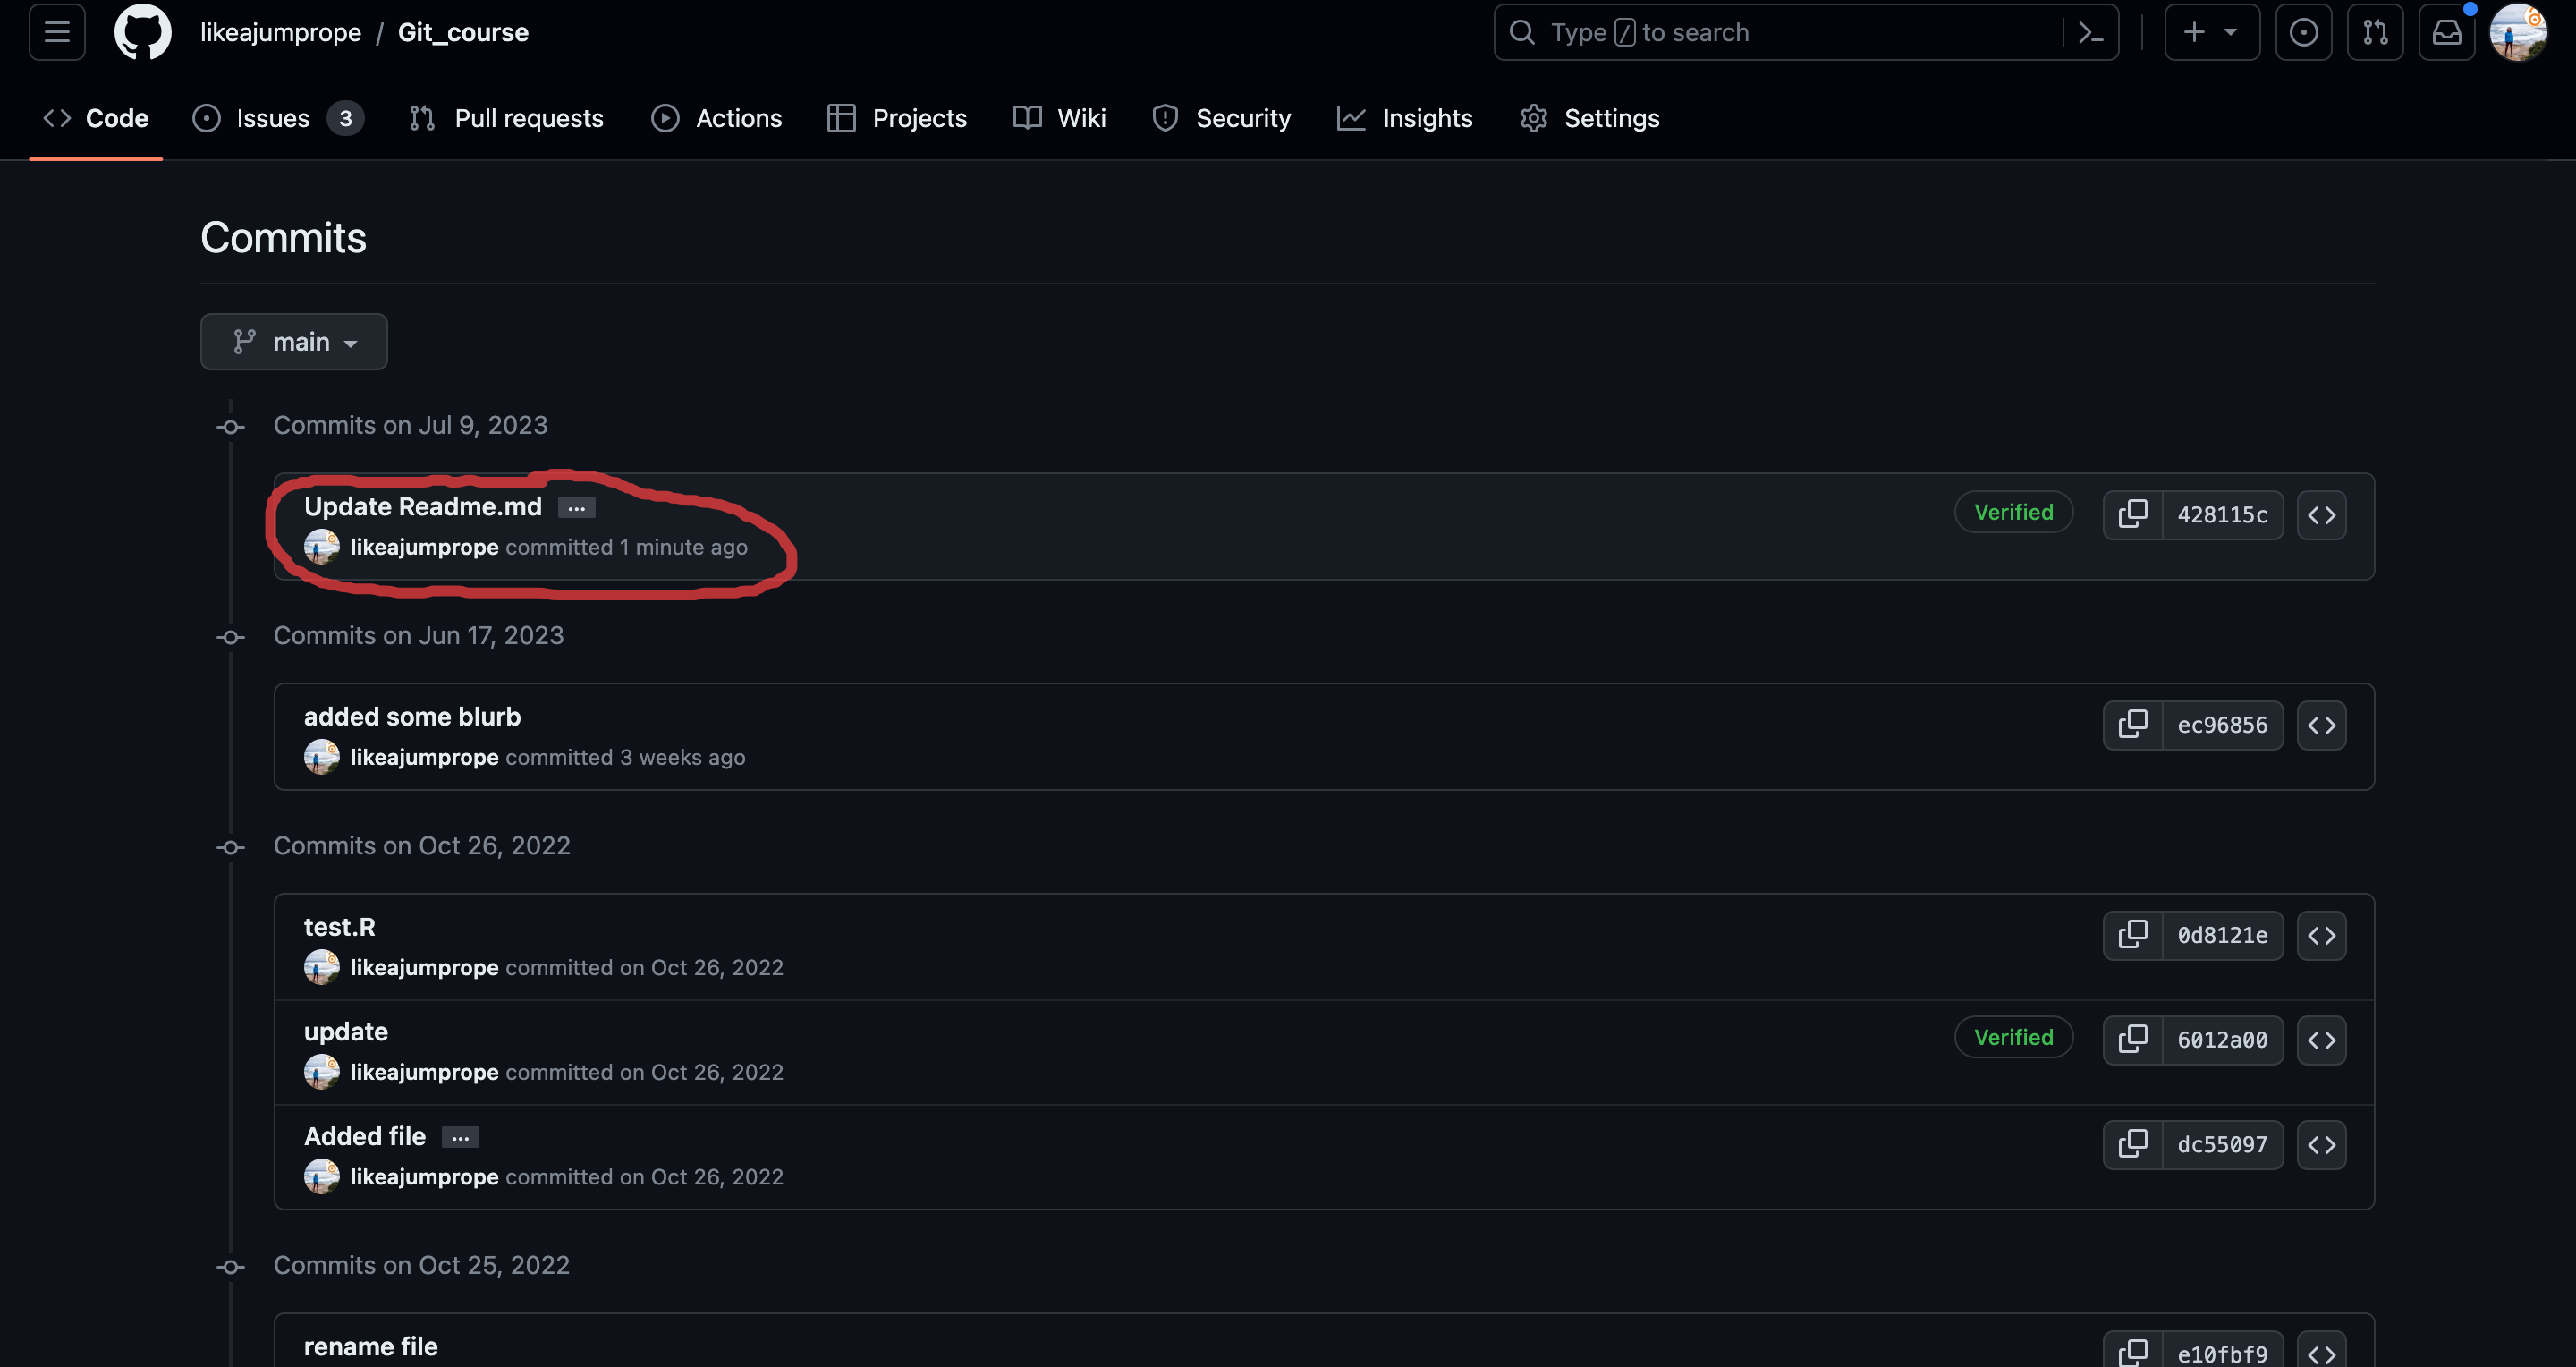 likeajumprope / Git_course
Type / to search
Code
Issues 3
Pull requests
Actions
Projects
Wiki
Security
Insights
Settings
Commits
main
Commits on Jul 9, 2023
Update Readme.md ...
likeajumprope committed 1 minute ago
Verified
428115c
Commits on Jun 17, 2023
added some blurb
likeajumprope committed 3 weeks ago
ec96856
Commits on Oct 26, 2022
test.R
likeajumprope committed on Oct 26, 2022
0d8121e
update
likeajumprope committed on Oct 26, 2022
Verified
6012a00
Added file ...
likeajumprope committed on Oct 26, 2022
dc55097
Commits on Oct 25, 2022
rename file
e10fbf9